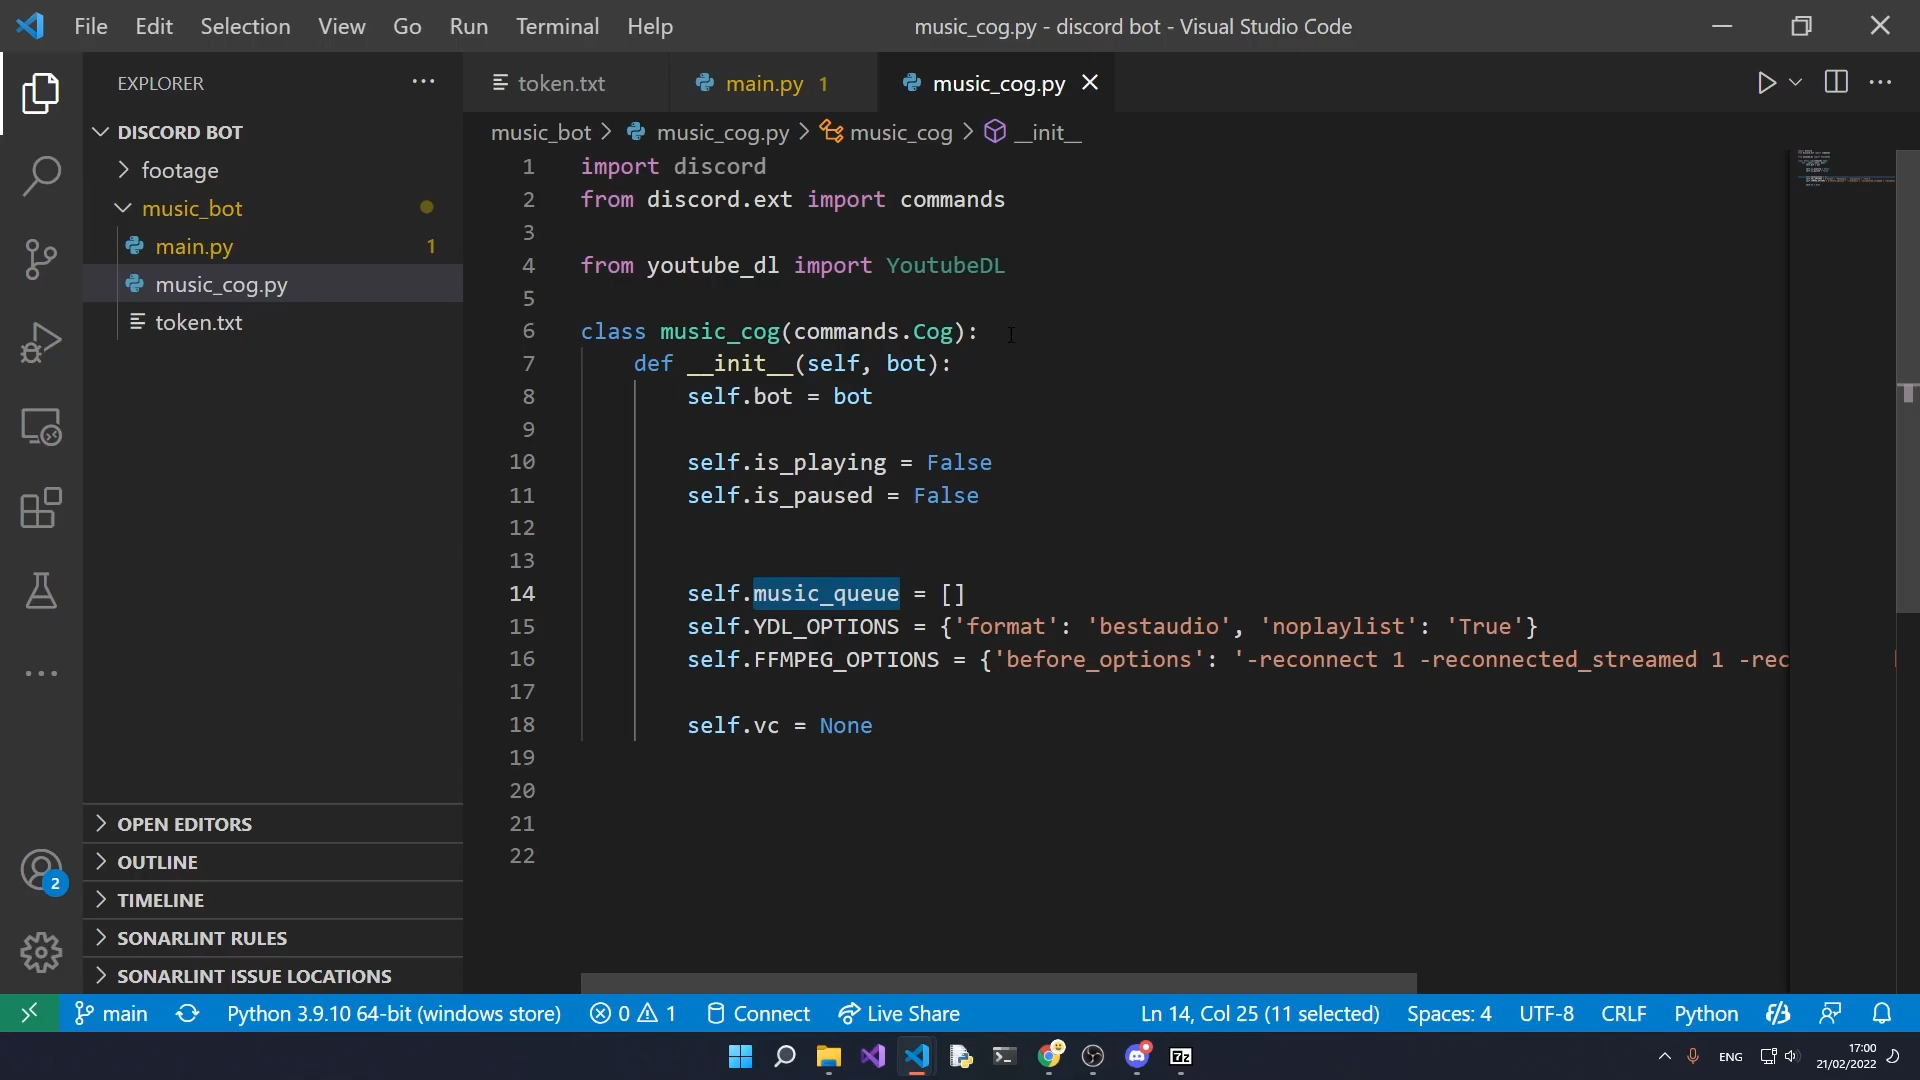 File Edit Selection View Go Run Terminal Help music_cog.py - discord bot - Visual Studio Code
EXPLORER
token.txt
main.py 1
music_cog.py
DISCORD BOT
footage
music_bot
main.py 1
music_cog.py
token.txt
OPEN EDITORS
OUTLINE
TIMELINE
SONARLINT RULES
SONARLINT ISSUE LOCATIONS
2
music_bot > music_cog.py > music_cog > __init__
1 import discord
2 from discord.ext import commands
3
4 from youtube_dl import YoutubeDL
5
6 class music_cog(commands.Cog):
7 def __init__(self, bot):
8 self.bot = bot
9
10 self.is_playing = False
11 self.is_paused = False
12
13
14 self.music_queue = []
15 self.YDL_OPTIONS = {'format': 'bestaudio', 'noplaylist': 'True'}
16 self.FFMPEG_OPTIONS = {'before_options': '-reconnect 1 -reconnected_streamed 1 -rec
17
18 self.vc = None
19
20
21
22
main Python 3.9.10 64-bit (windows store) 0 1 Connect Live Share Ln 14, Col 25 (11 selected) Spaces: 4 UTF-8 CRLF Python
7z
ENG
17:00
21/02/2022